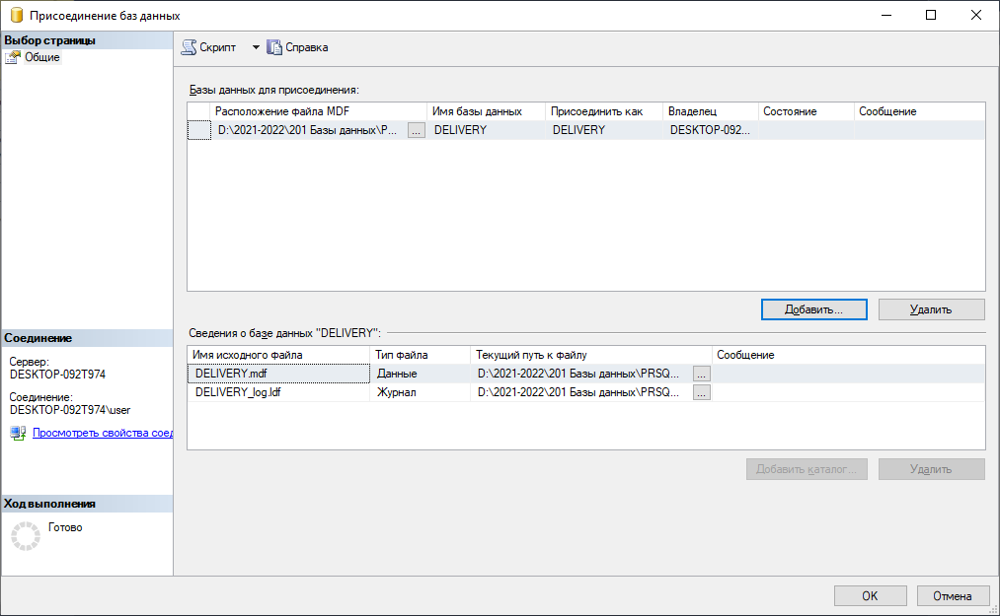 Присоединение баз данных
Выбор страницы
Общие
Скрипт Справка
Базы данных для присоединения:
Расположение файла MDF Имя базы данных Присоединить как Владелец Состояние Сообщение
D:\2021-2022\201 Базы данных\P... ... DELIVERY DELIVERY DESKTOP-092...
Добавить... Удалить
Сведения о базе данных "DELIVERY":
Имя исходного файла Тип файла Текущий путь к файлу Сообщение
DELIVERY.mdf Данные D:\2021-2022\201 Базы данных\PRSQ... ...
DELIVERY_log.ldf Журнал D:\2021-2022\201 Базы данных\PRSQ... ...
Добавить каталог... Удалить
Соединение
Сервер:
DESKTOP-092T974
Соединение:
DESKTOP-092T974\user
Просмотреть свойства соед
Ход выполнения
Готово
OK Отмена